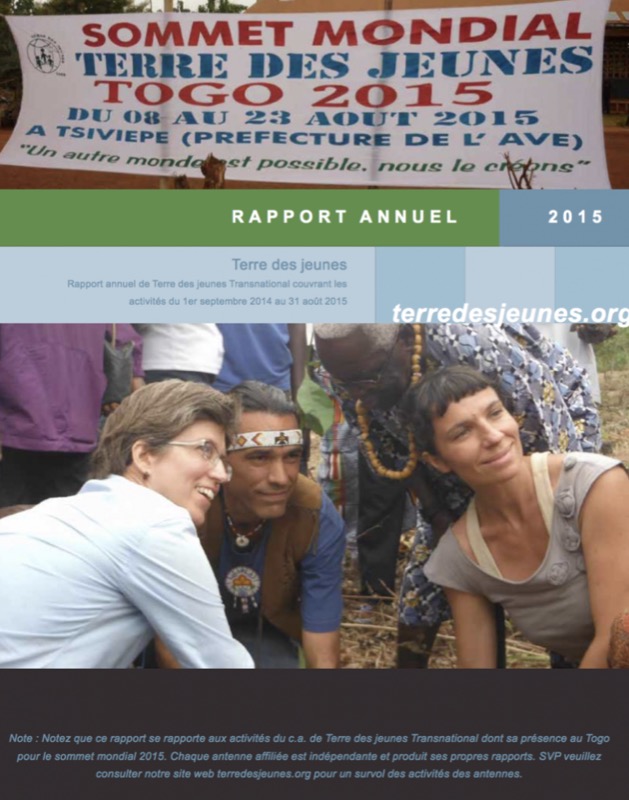 SOMMET MONDIAL
TERRE DES JEUNES
TOGO 2015
DU 08 AU 23 AOUT 2015
A TSIVIEPE (PREFECTURE DE L' AVE)
"Un autre monde est possible, nous le créons"
RAPPORT ANNUEL 2015
Terre des jeunes
Rapport annuel de Terre des jeunes Transnational couvrant les
activités du 1er septembre 2014 au 31 août 2015
terredesjeunes.org
Note : Notez que ce rapport se rapporte aux activités du c.a. de Terre des jeunes Transnational dont sa présence au Togo
pour le sommet mondial 2015. Chaque antenne affiliée est indépendante et produit ses propres rapports. SVP veuillez
consulter notre site web terredesjeunes.org pour un survol des activités des antennes.